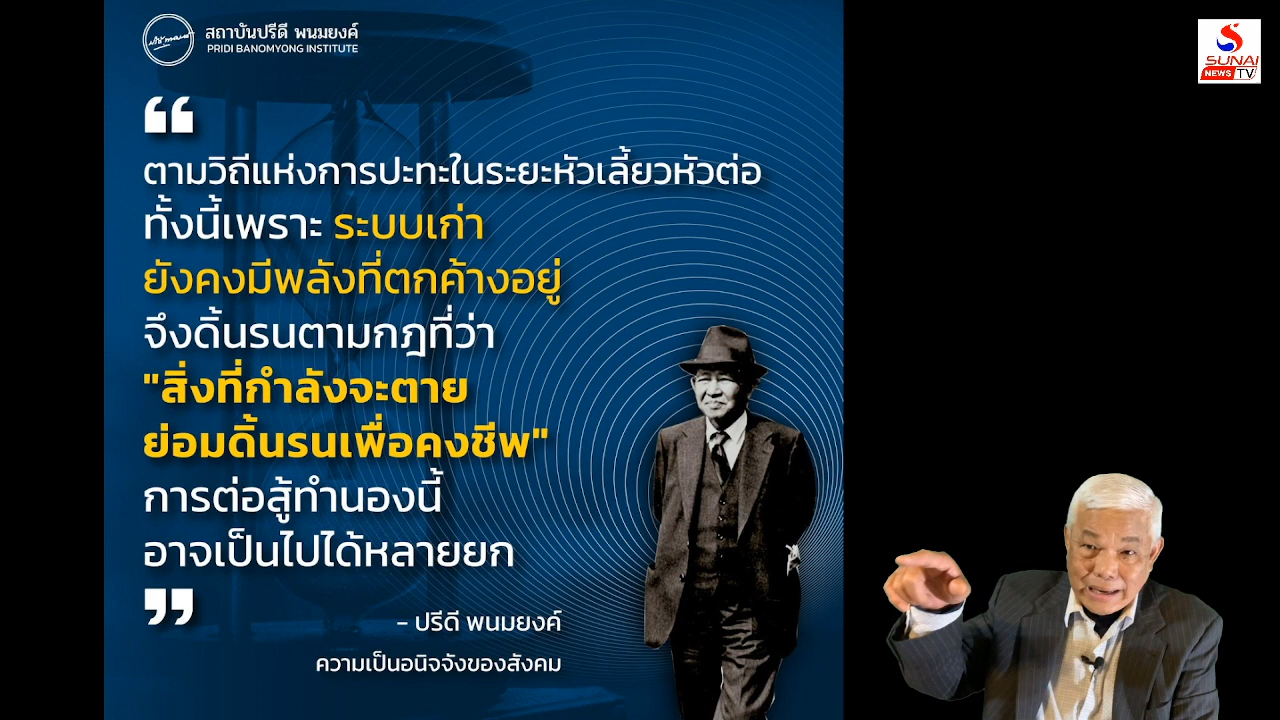 สถาบันปรีดี พนมยงค์
PRIDI BANOMYONG INSTITUTE
SUNAI
NEWS TV
“
ตามวิถีแห่งการปะทะในระยะหัวเลี้ยวหัวต่อ
ทั้งนี้เพราะ ระบบเก่า
ยังคงมีพลังที่ตกค้างอยู่
จึงดิ้นรนตามกฎที่ว่า
"สิ่งที่กำลังจะตาย
ย่อมดิ้นรนเพื่อคงชีพ"
การต่อสู้ทำนองนี้
อาจเป็นไปได้หลายยก
”
– ปรีดี พนมยงค์
ความเป็นอนิจจังของสังคม